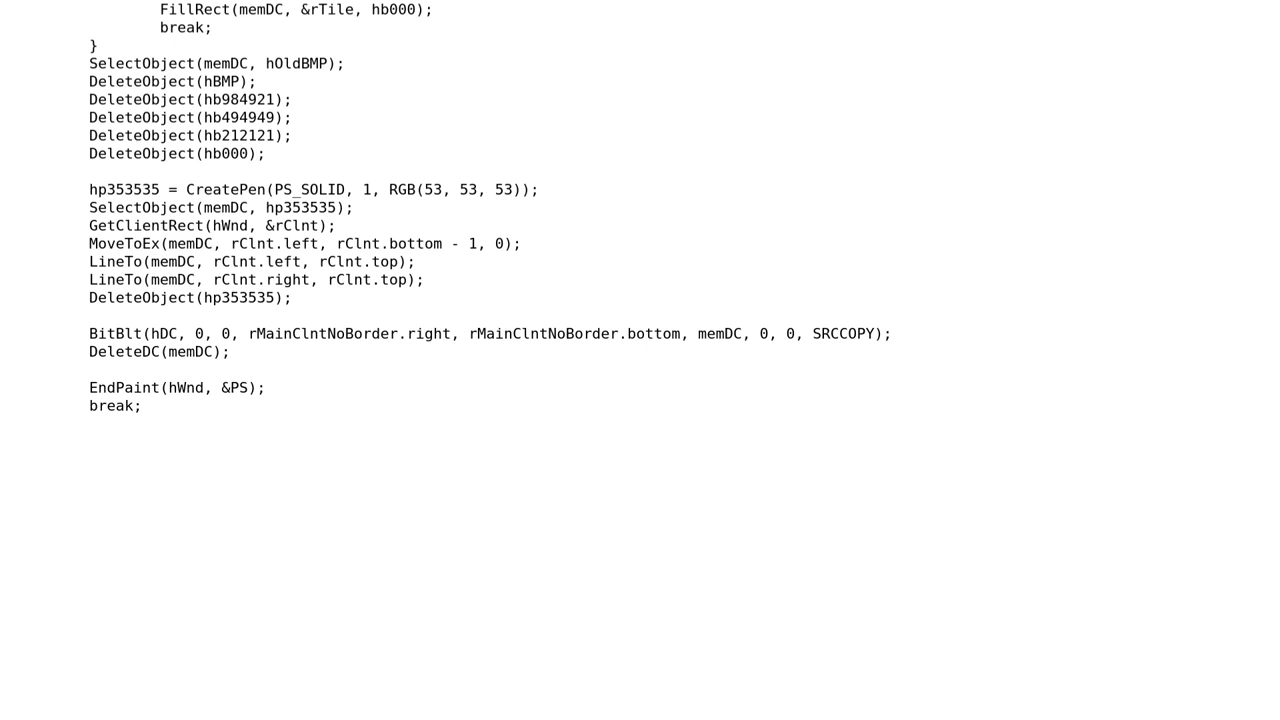 FillRect(memDC, &rTile, hb000);
break;
}
SelectObject(memDC, hOldBMP);
DeleteObject(hBMP);
DeleteObject(hb984921);
DeleteObject(hb494949);
DeleteObject(hb212121);
DeleteObject(hb000);

hp353535 = CreatePen(PS_SOLID, 1, RGB(53, 53, 53));
SelectObject(memDC, hp353535);
GetClientRect(hWnd, &rClnt);
MoveToEx(memDC, rClnt.left, rClnt.bottom - 1, 0);
LineTo(memDC, rClnt.left, rClnt.top);
LineTo(memDC, rClnt.right, rClnt.top);
DeleteObject(hp353535);

BitBlt(hDC, 0, 0, rMainClntNoBorder.right, rMainClntNoBorder.bottom, memDC, 0, 0, SRCCOPY);
DeleteDC(memDC);

EndPaint(hWnd, &PS);
break;